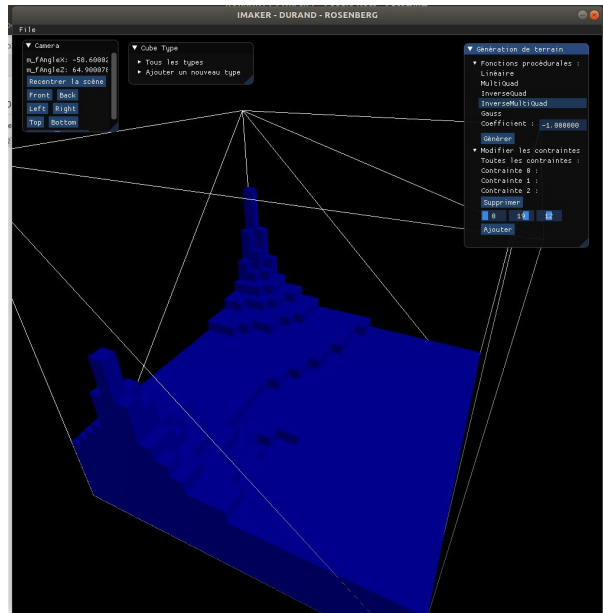 IMAKER - DURAND - ROSENBERG
File
Camera
m_fAngleX: -58.60002
m_fAngleZ: 64.900078
Recentrer la scène
Front Back
Left Right
Top Bottom
Cube Type
Tous les types
Ajouter un nouveau type
Génération de terrain
Fonctions procédurales :
Linéaire
MultiQuad
InverseQuad
InverseMultiQuad
Gauss
Coefficient : -1.000000
Générer
Modifier les contraintes
Toutes les contraintes :
Contrainte 0 :
Contrainte 1 :
Contrainte 2 :
Supprimer
0 19 17
Ajouter